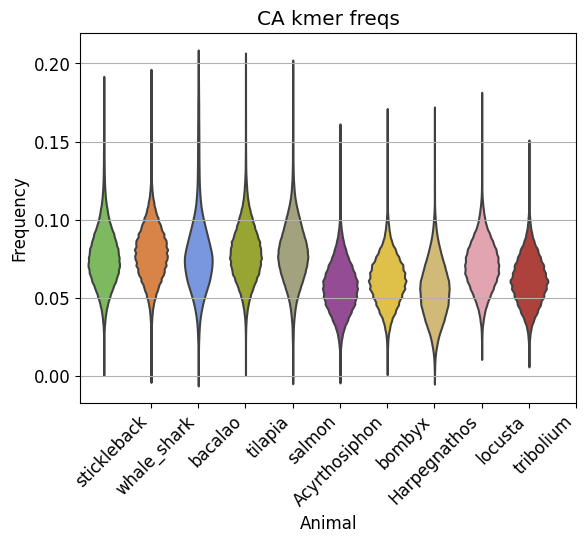 CA kmer freqs
Frequency
0.20
0.15
0.10
0.05
0.00
stickleback
whale_shark
bacalao
tilapia
salmon
Acyrthosiphon
bombyx
Harpegnathos
locusta
tribolium
Animal